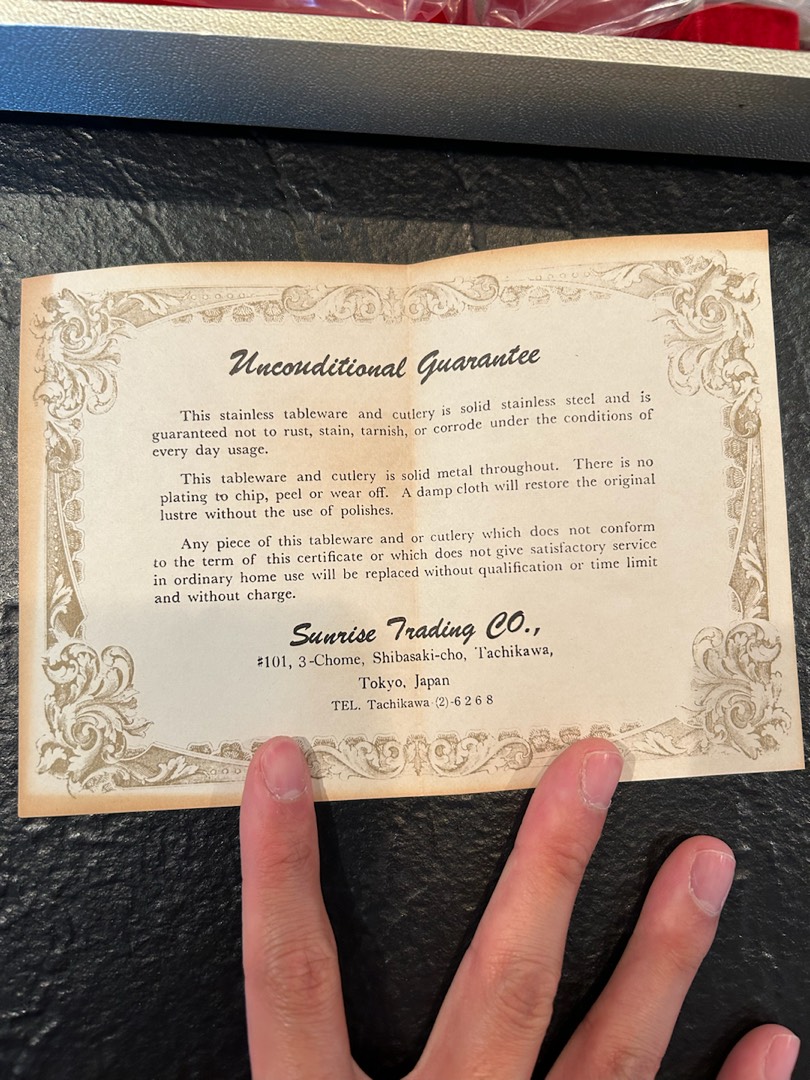 Unconditional Guarantee
This stainless tableware and cutlery is solid stainless steel and is
guaranteed not to rust, stain, tarnish, or corrode under the conditions of
every day usage.
This tableware and cutlery is solid metal throughout. There is no
plating to chip, peel or wear off. A damp cloth will restore the original
lustre without the use of polishes.
Any piece of this tableware and or cutlery which does not conform
to the term of this certificate or which does not give satisfactory service
in ordinary home use will be replaced without qualification or time limit
and without charge.
Sunrise Trading CO.,
#101, 3-Chome, Shibasaki-cho, Tachikawa,
Tokyo, Japan
TEL. Tachikawa (2)-6268